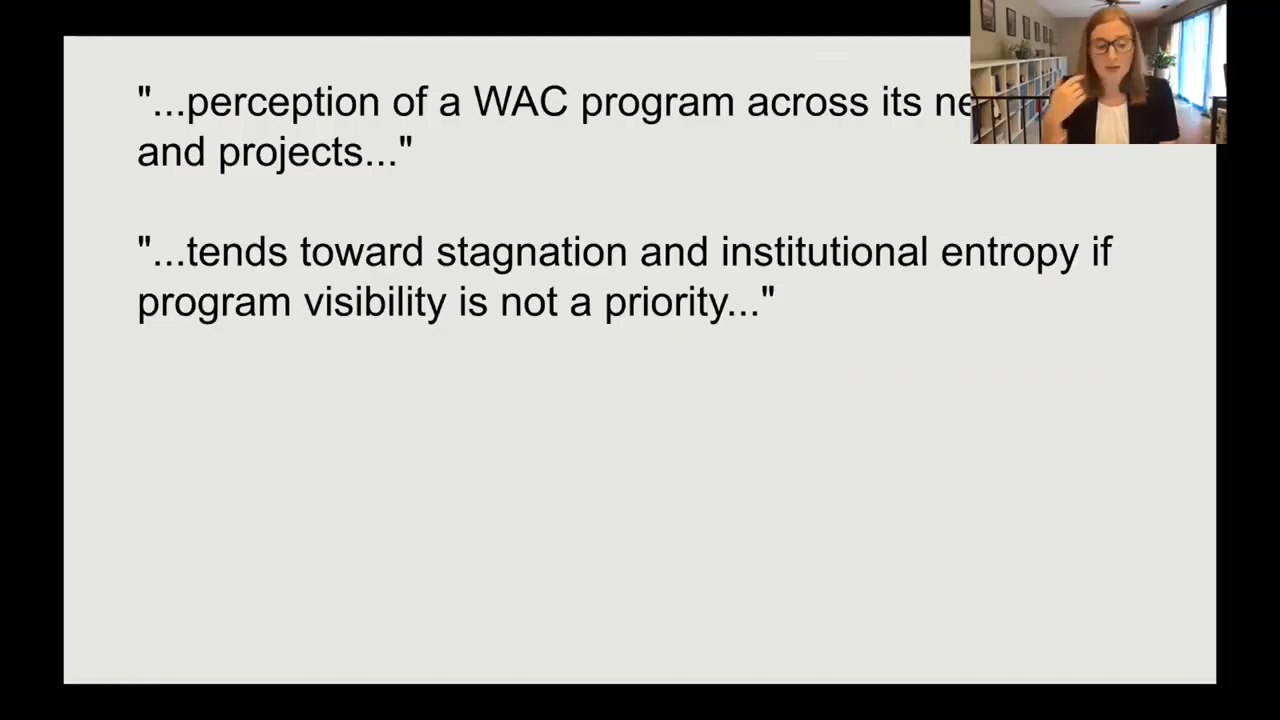 "...perception of a WAC program across its
and projects..."
"...tends toward stagnation and institutional entropy if
program visibility is not a priority..."